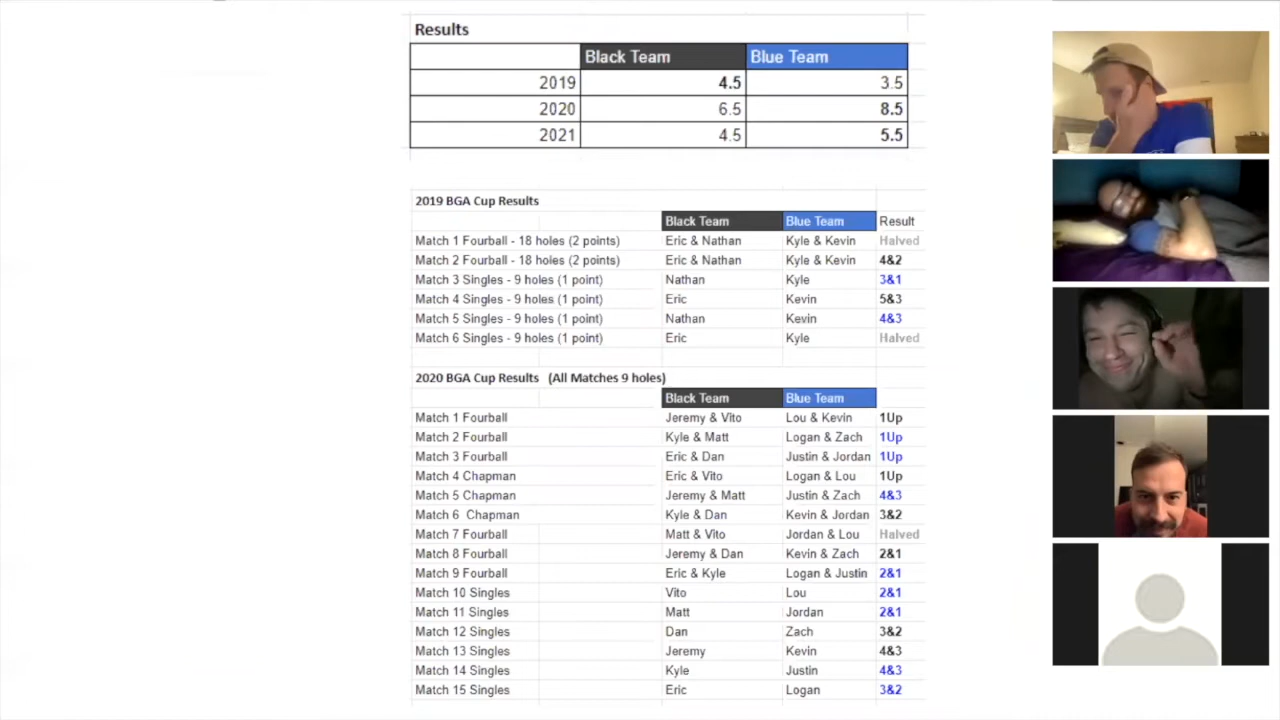 Results
Black Team Blue Team
2019 4.5 3.5
2020 6.5 8.5
2021 4.5 5.5
2019 BGA Cup Results
Black Team Blue Team Result
Match 1 Fourball - 18 holes (2 points) Eric & Nathan Kyle & Kevin Halved
Match 2 Fourball - 18 holes (2 points) Eric & Nathan Kyle & Kevin 4&2
Match 3 Singles - 9 holes (1 point) Nathan Kyle 3&1
Match 4 Singles - 9 holes (1 point) Eric Kevin 5&3
Match 5 Singles - 9 holes (1 point) Nathan Kevin 4&3
Match 6 Singles - 9 holes (1 point) Eric Kyle Halved
2020 BGA Cup Results (All Matches 9 holes)
Black Team Blue Team
Match 1 Fourball Jeremy & Vito Lou & Kevin 1Up
Match 2 Fourball Kyle & Matt Logan & Zach 1Up
Match 3 Fourball Eric & Dan Justin & Jordan 1Up
Match 4 Chapman Eric & Vito Logan & Lou 1Up
Match 5 Chapman Jeremy & Matt Justin & Zach 4&3
Match 6 Chapman Kyle & Dan Kevin & Jordan 3&2
Match 7 Fourball Matt & Vito Jordan & Lou Halved
Match 8 Fourball Jeremy & Dan Kevin & Zach 2&1
Match 9 Fourball Eric & Kyle Logan & Justin 2&1
Match 10 Singles Vito Lou 2&1
Match 11 Singles Matt Jordan 2&1
Match 12 Singles Dan Zach 3&2
Match 13 Singles Jeremy Kevin 4&3
Match 14 Singles Kyle Justin 4&3
Match 15 Singles Eric Logan 3&2